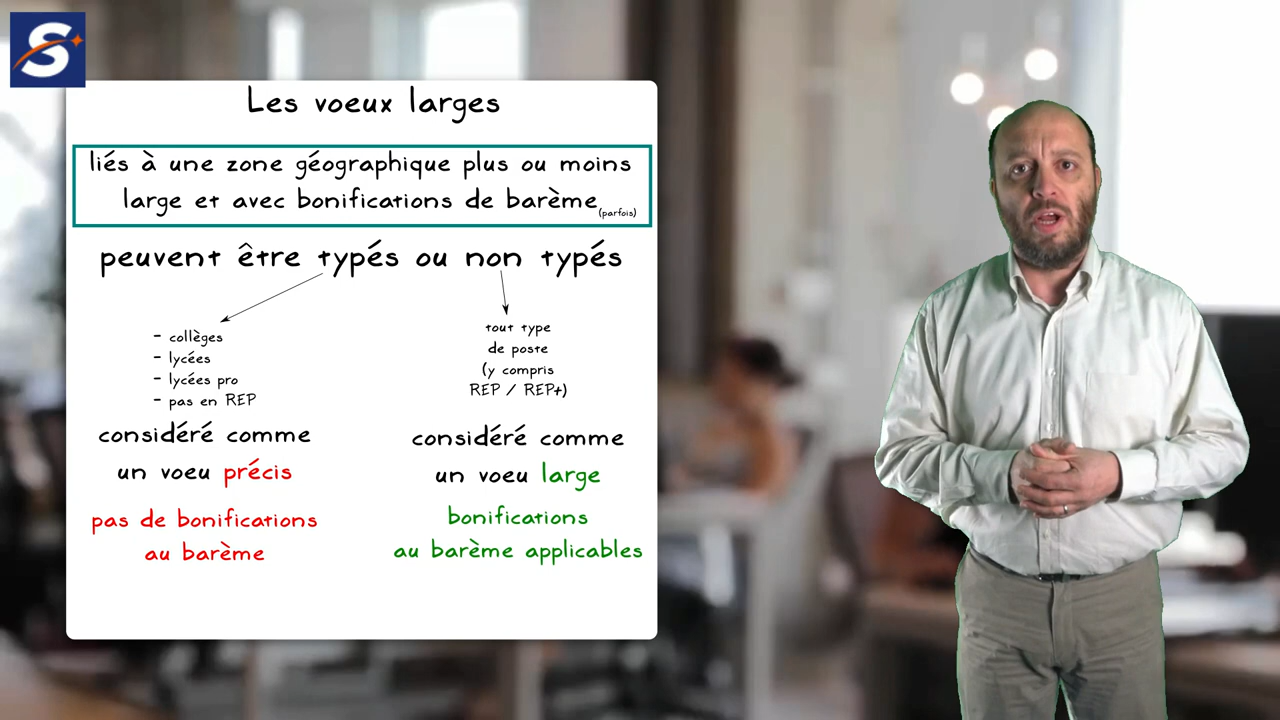 S
Les voeux larges
liés à une zone géographique plus ou moins
large et avec bonifications de barème (parfois)
peuvent être typés ou non typés
- collèges
- lycées
- lycées pro
- pas en REP
considéré comme
un voeu précis
pas de bonifications
au barème
tout type
de poste
(y compris
REP / REP+)
considéré comme
un voeu large
bonifications
au barème applicables